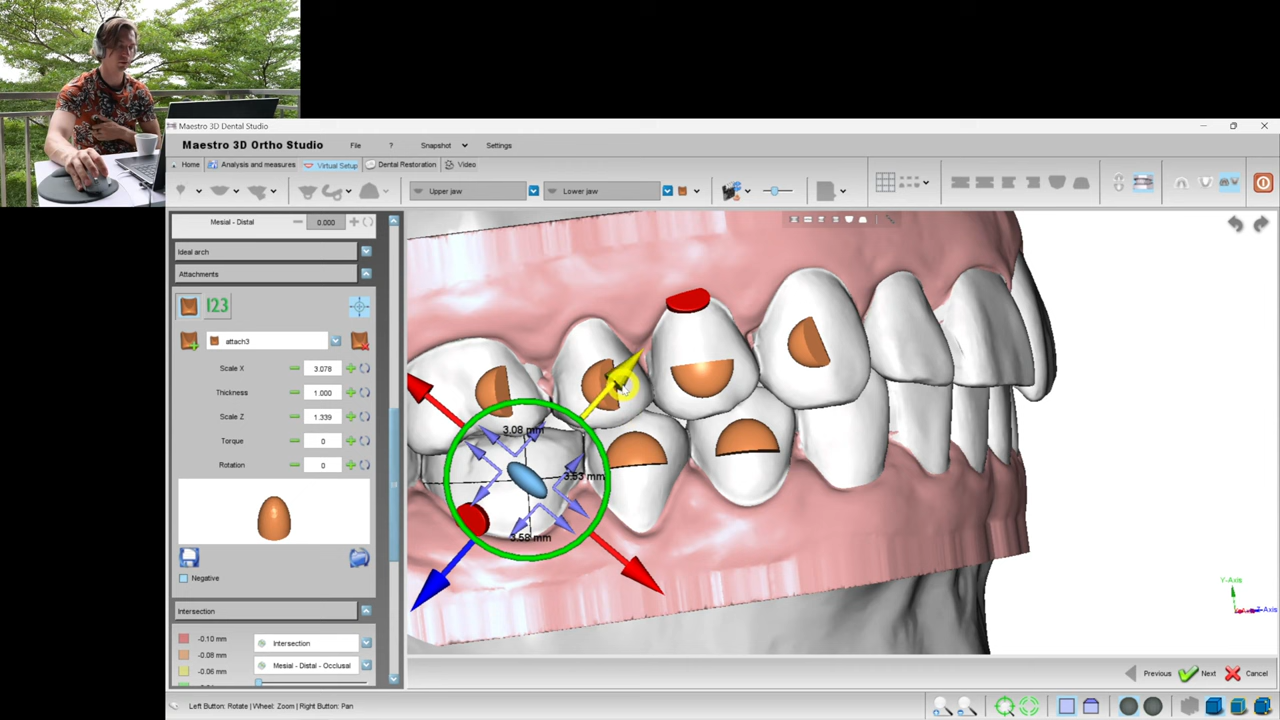 Maestro 3D Dental Studio
Maestro 3D Ortho Studio File ? Snapshot Settings
Home Analysis and measures Virtual Setup Dental Restoration Video
Upper jaw Lower jaw
Mesial - Distal 0.000
Ideal arch
Attachments
123
attach3
Scale X 3.078
Thickness 1.000
Scale Z 1.339
Torque 0
Rotation 0
Negative
Intersection
-0.10 mm Intersection
-0.08 mm
-0.06 mm Mesial - Distal - Occlusal
3.08 mm
3.53 mm
3.58 mm
Y-Axis
Z-Axis
Previous Next Cancel
Left Button: Rotate | Wheel: Zoom | Right Button: Pan